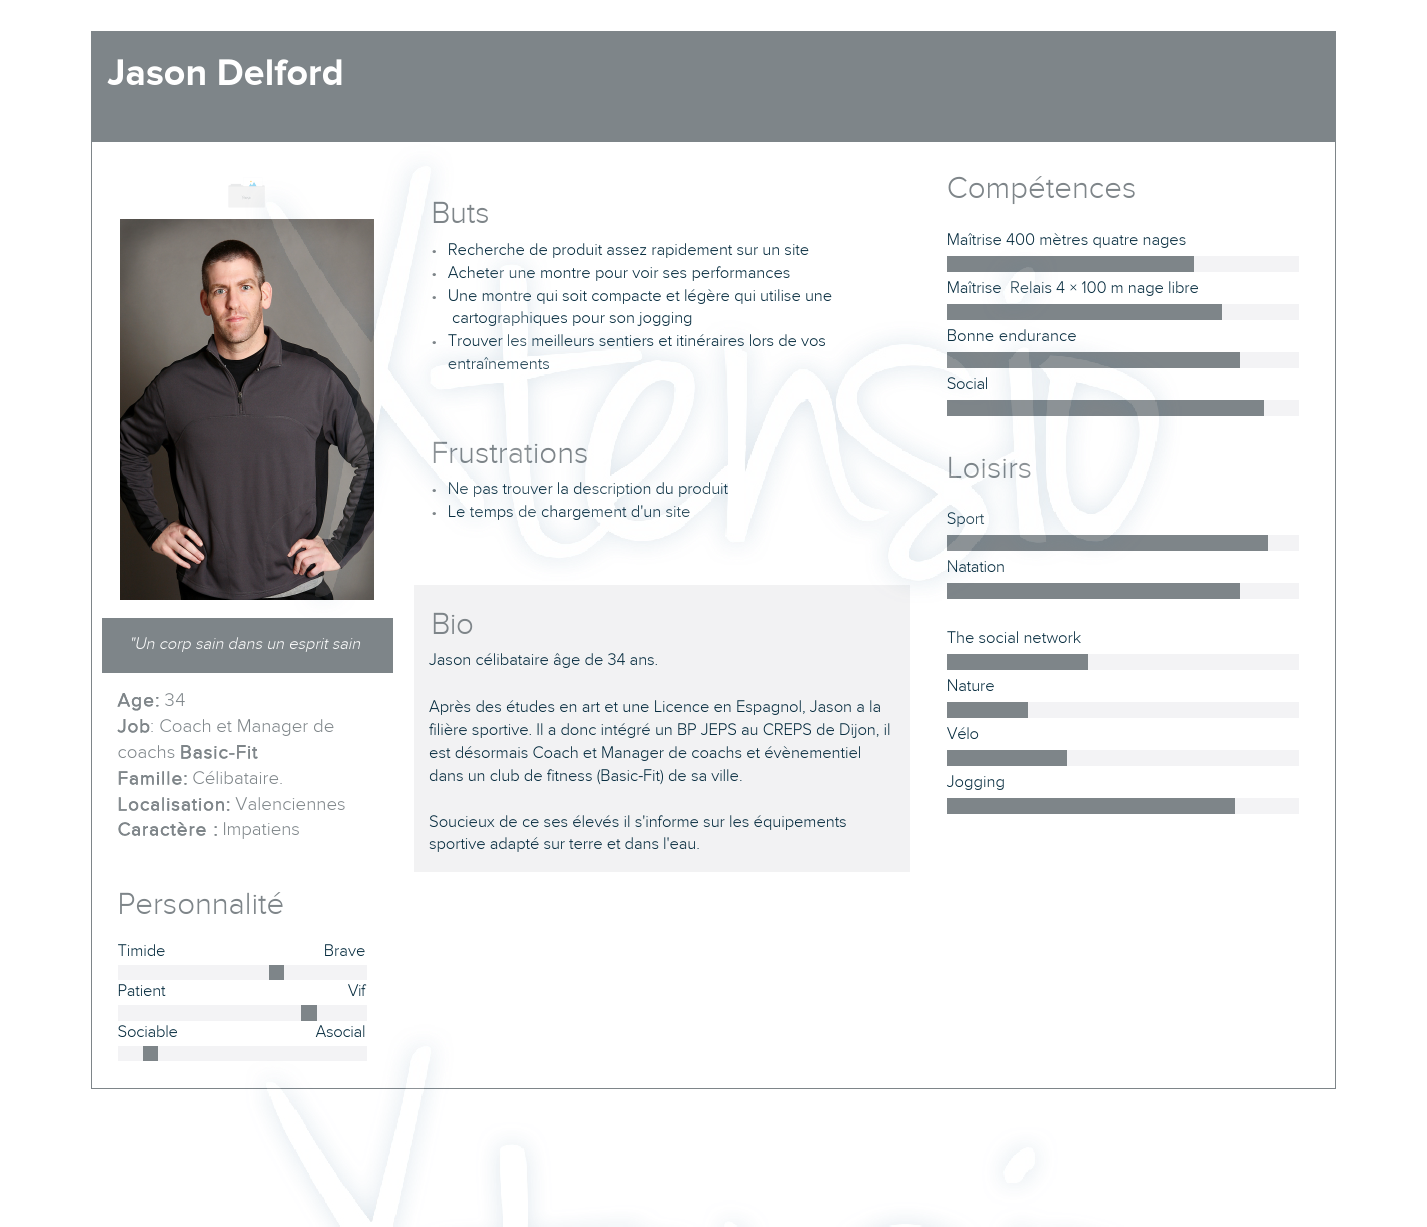 Jason Delford
"Un corp sain dans un esprit sain
Age: 34
Job: Coach et Manager de
coachs Basic-Fit
Famille: Célibataire.
Localisation: Valenciennes
Caractère : Impatiens
Personnalité
Timide Brave
Patient Vif
Sociable Asocial
Buts
• Recherche de produit assez rapidement sur un site
• Acheter une montre pour voir ses performances
• Une montre qui soit compacte et légère qui utilise une
cartographiques pour son jogging
• Trouver les meilleurs sentiers et itinéraires lors de vos
entraînements
Frustrations
• Ne pas trouver la description du produit
• Le temps de chargement d'un site
Bio
Jason célibataire âge de 34 ans.
Après des études en art et une Licence en Espagnol, Jason a la
filière sportive. Il a donc intégré un BP JEPS au CREPS de Dijon, il
est désormais Coach et Manager de coachs et évènementiel
dans un club de fitness (Basic-Fit) de sa ville.
Soucieux de ce ses élevés il s'informe sur les équipements
sportive adapté sur terre et dans l'eau.
Compétences
Maîtrise 400 mètres quatre nages
Maîtrise Relais 4 × 100 m nage libre
Bonne endurance
Social
Loisirs
Sport
Natation
The social network
Nature
Vélo
Jogging
Xtensio